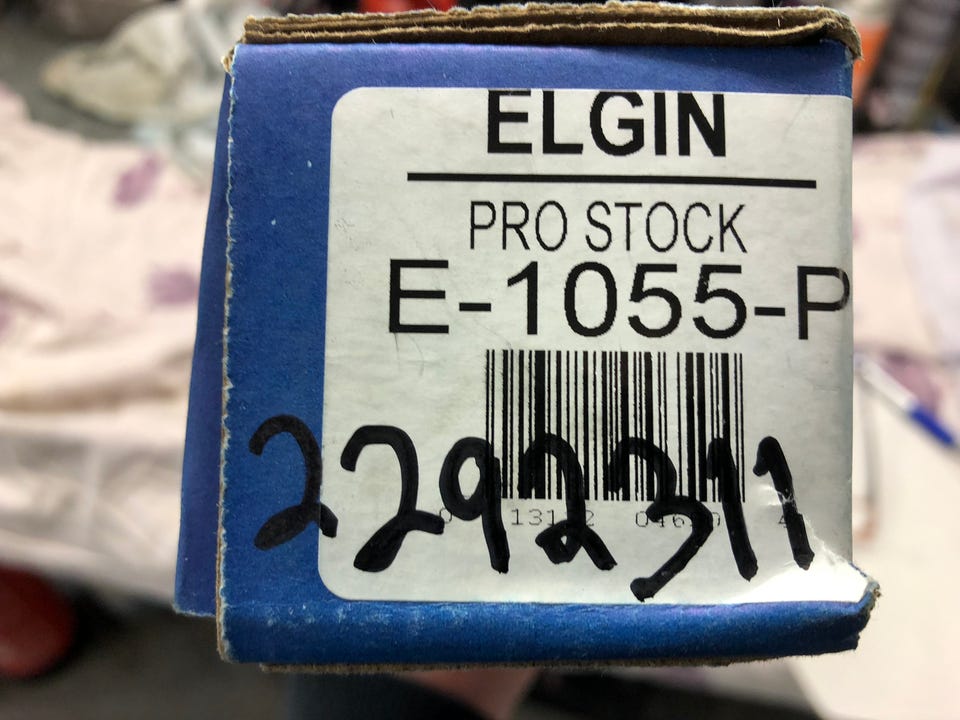 ELGIN
PRO STOCK
E-1055-P
2292311